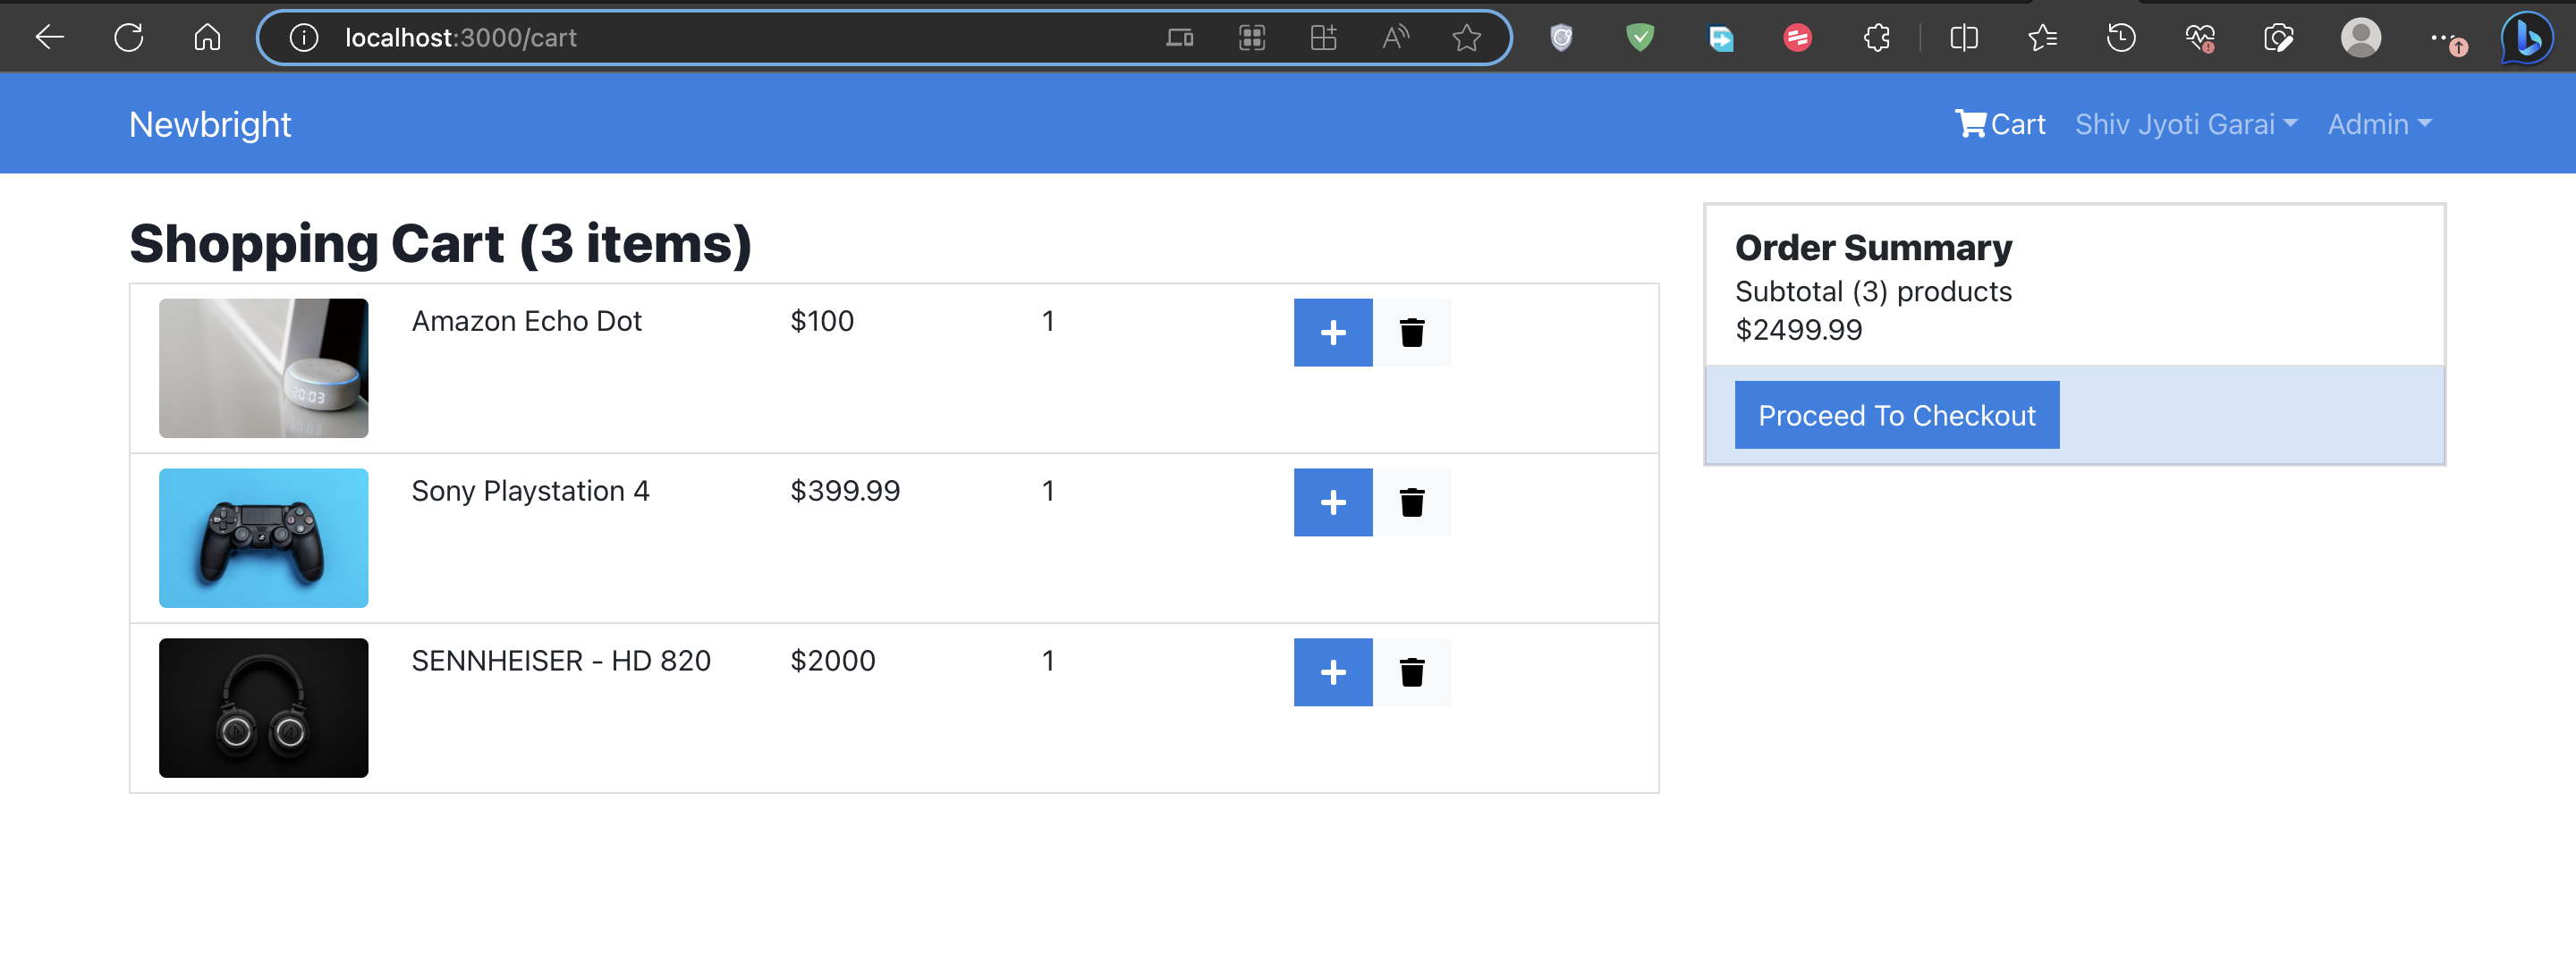 localhost:3000/cart
Newbright
Cart Shiv Jyoti Garai Admin
Shopping Cart (3 items)
Amazon Echo Dot $100 1
20:03
Sony Playstation 4 $399.99 1
SENNHEISER - HD 820 $2000 1
Order Summary
Subtotal (3) products
$2499.99
Proceed To Checkout